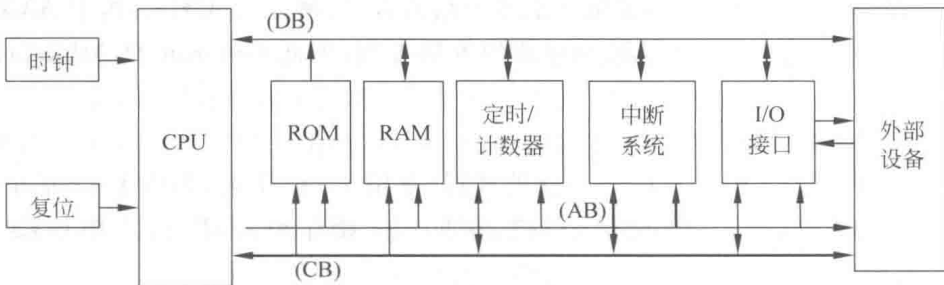 (DB)
时钟
CPU
ROM
RAM
定时/
计数器
中断
系统
I/O
接口
外部
设备
复位
(AB)
(CB)